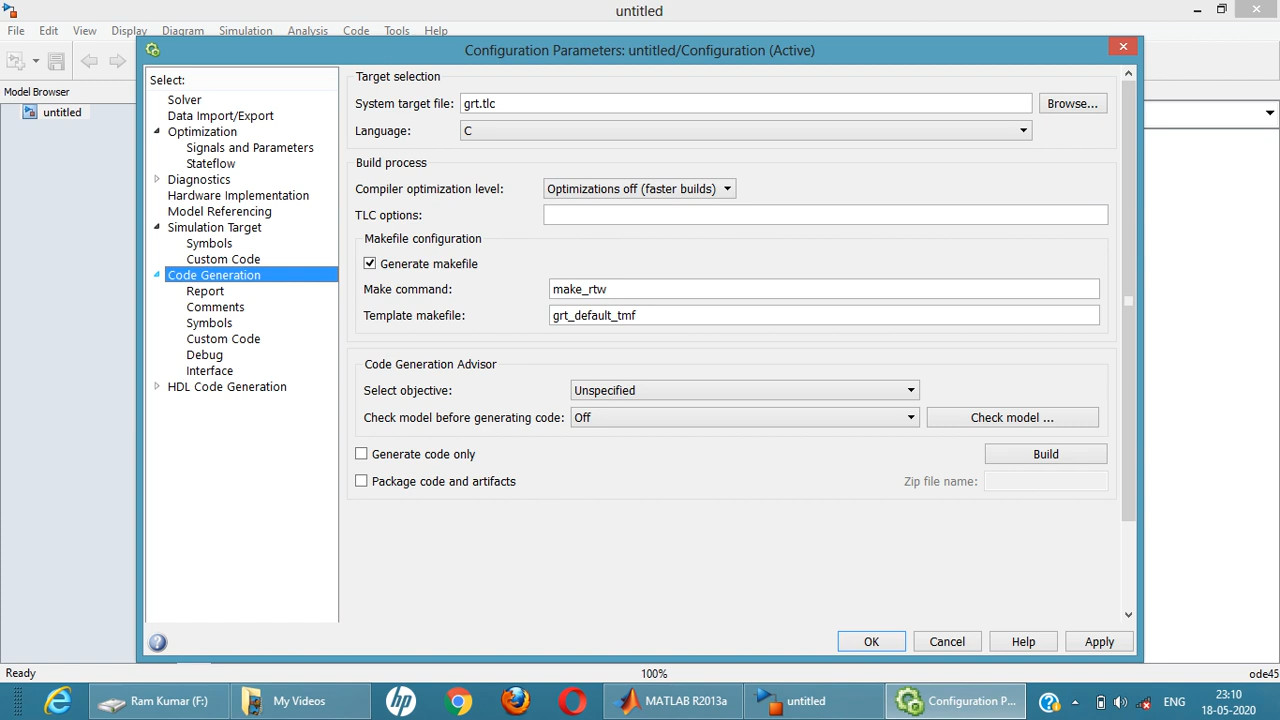 untitled
File Edit View Display Diagram Simulation Analysis Code Tools Help
Configuration Parameters: untitled/Configuration (Active)
Model Browser
untitled
Select:
Solver
Data Import/Export
Optimization
Signals and Parameters
Stateflow
Diagnostics
Hardware Implementation
Model Referencing
Simulation Target
Symbols
Custom Code
Code Generation
Report
Comments
Symbols
Custom Code
Debug
Interface
HDL Code Generation
Target selection
System target file: grt.tlc Browse...
Language: C
Build process
Compiler optimization level: Optimizations off (faster builds)
TLC options:
Makefile configuration
Generate makefile
Make command: make_rtw
Template makefile: grt_default_tmf
Code Generation Advisor
Select objective: Unspecified
Check model before generating code: Off Check model ...
Generate code only Build
Package code and artifacts Zip file name:
OK Cancel Help Apply
Ready 100% ode45
Ram Kumar (F:) My Videos MATLAB R2013a untitled Configuration P... ENG 23:10
18-05-2020